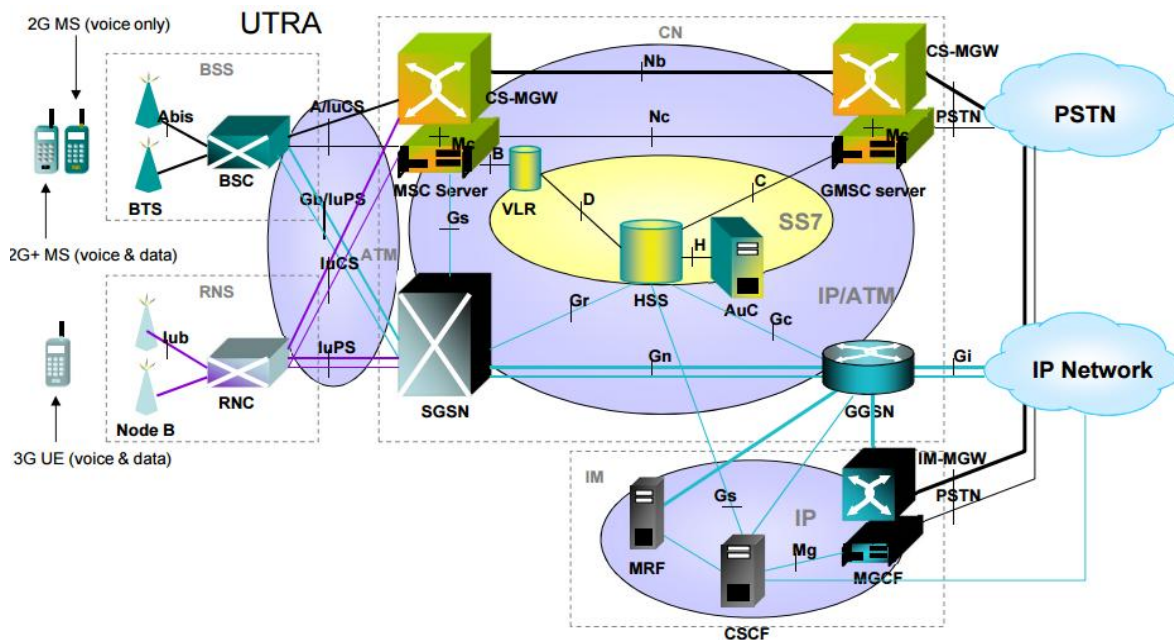 2G MS (voice only)
UTRA
CN
BSS
CS-MGW
CS-MGW
Nb
Abis
A/IuCS
PSTN
PSTN
Mc
Nc
Mc
B
BSC
MSC Server
GMSC server
BTS
VLR
C
D
Gb/IuPS
Gs
SS7
H
2G+ MS (voice & data)
ATM
IuCS
RNS
HSS
AuC
IP/ATM
Gr
Gc
Iub
IuPS
Gn
Gi
IP Network
RNC
SGSN
GGSN
Node B
3G UE (voice & data)
IM
IM-MGW
PSTN
Gs
IP
Mg
MRF
MGCF
CSCF